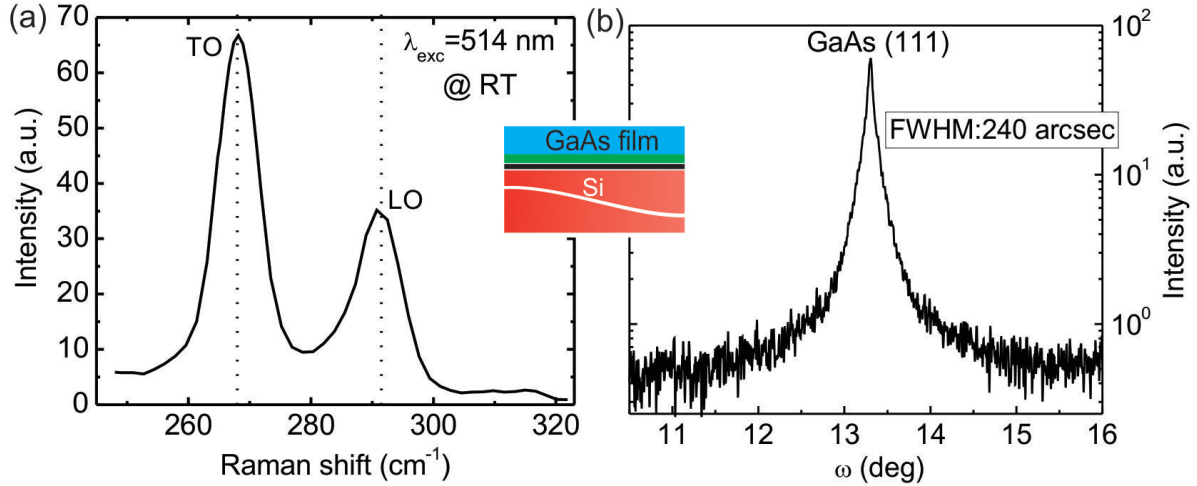 (a)
70
60
50
40
30
20
10
0
Intensity (a.u.)
TO
LO
λexc=514 nm
@ RT
260
280
300
320
Raman shift (cm-1)
GaAs film
Si
(b)
GaAs (111)
FWHM:240 arcsec
10²
10¹
10⁰
Intensity (a.u.)
11
12
13
14
15
16
ω (deg)